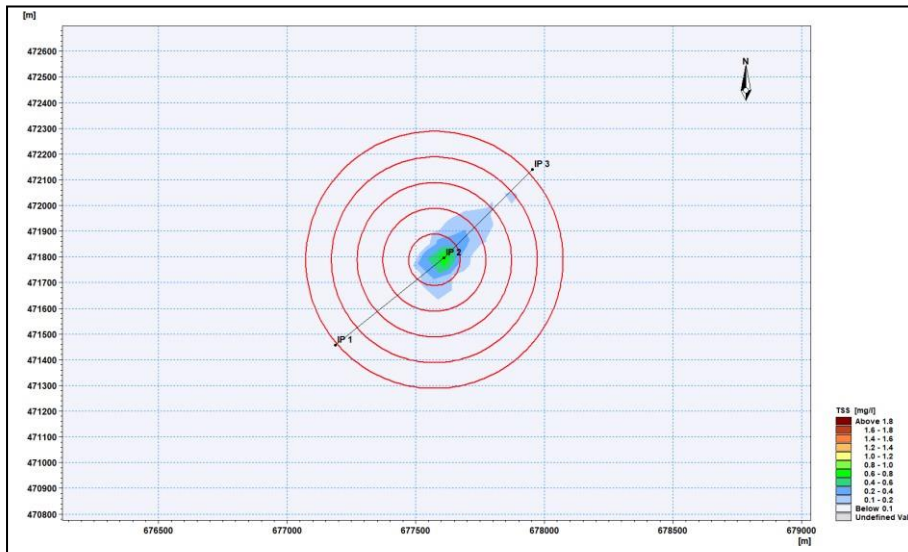 [m]
472600
472500
472400
472300
472200
472100
472000
471900
471800
471700
471600
471500
471400
471300
471200
471100
471000
470900
470800
N
IP 3
IP 2
IP 1
676500
677000
677500
678000
678500
679000
[m]
TSS [mg/l]
Above 1.8
1.6 - 1.8
1.4 - 1.6
1.2 - 1.4
1.0 - 1.2
0.8 - 1.0
0.6 - 0.8
0.4 - 0.6
0.2 - 0.4
0.1 - 0.2
Below 0.1
Undefined Val